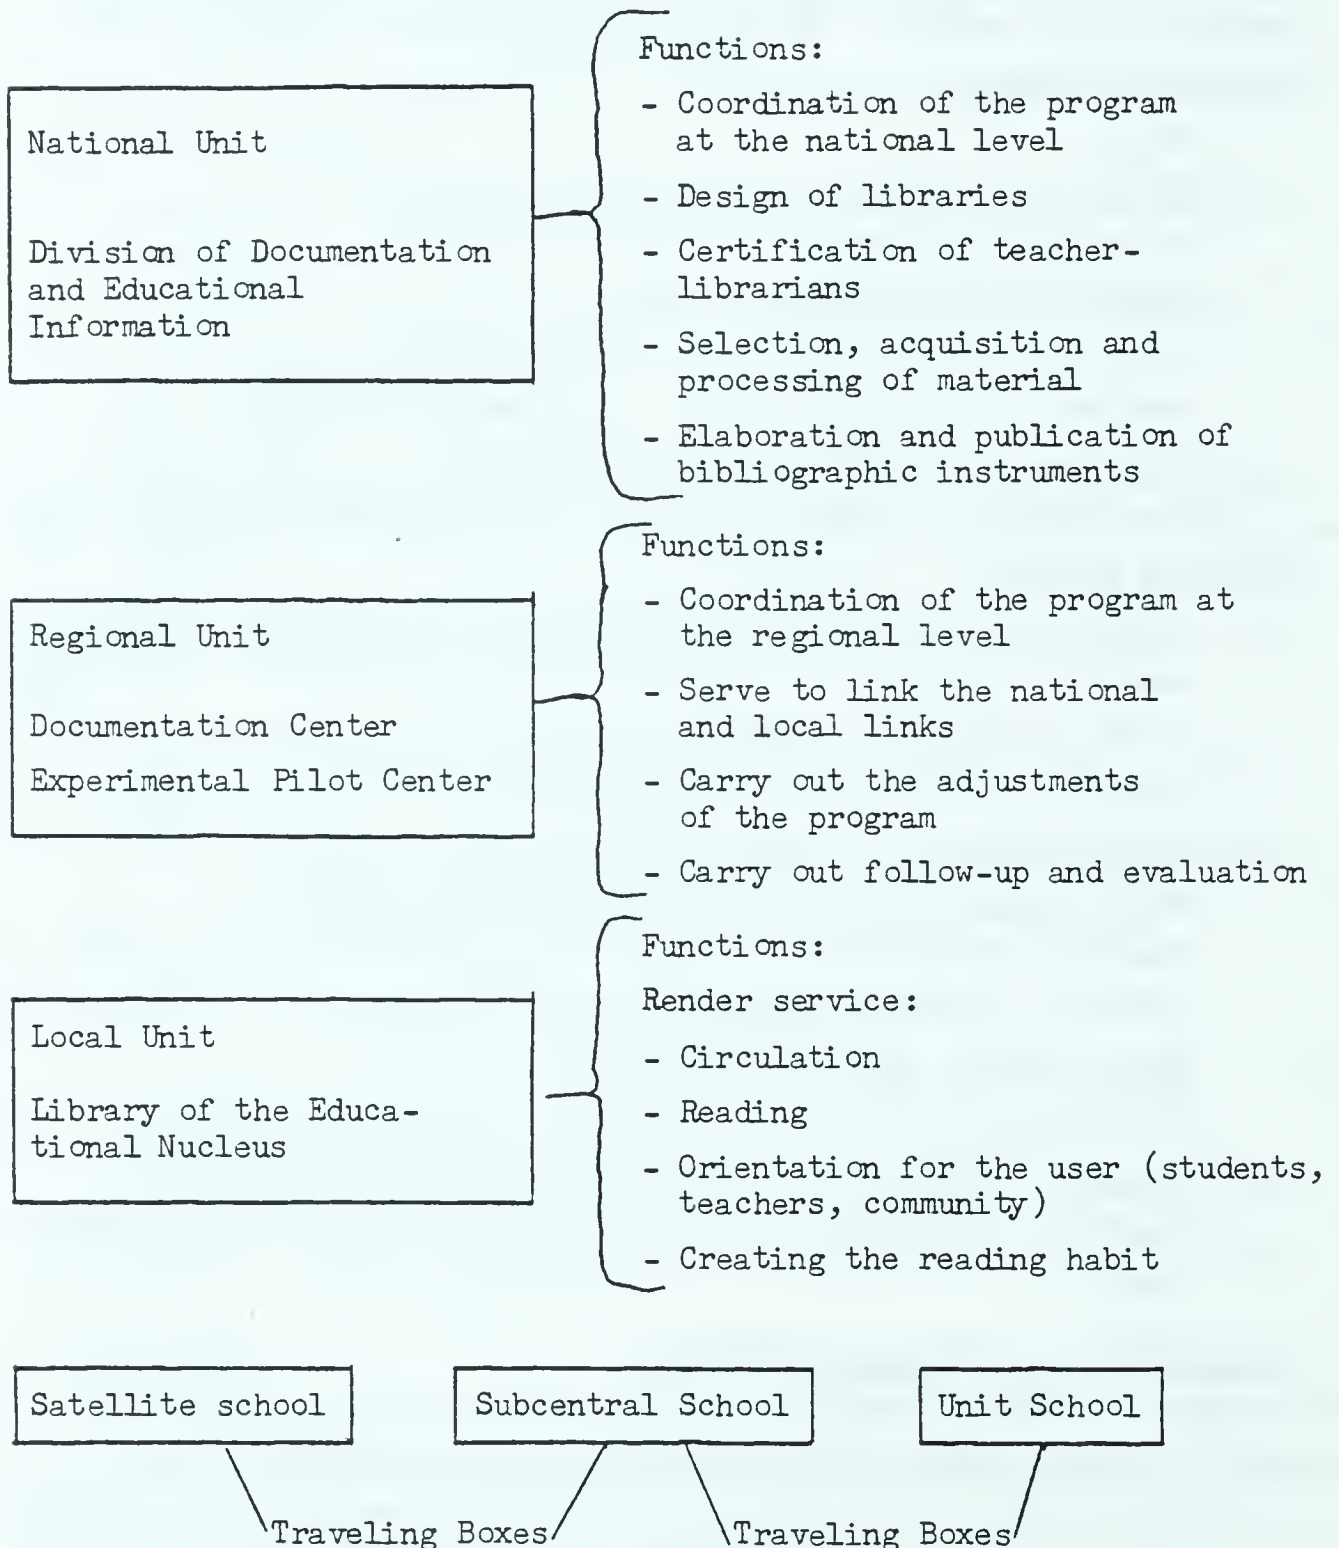 National Unit
Division of Documentation
and Educational
Information
Functions:
- Coordination of the program
at the national level
- Design of libraries
- Certification of teacher-
librarians
- Selection, acquisition and
processing of material
- Elaboration and publication of
bibliographic instruments
Regional Unit
Documentation Center
Experimental Pilot Center
Functions:
- Coordination of the program at
the regional level
- Serve to link the national
and local links
- Carry out the adjustments
of the program
- Carry out follow-up and evaluation
Local Unit
Library of the Educa-
tional Nucleus
Functions:
Render service:
- Circulation
- Reading
- Orientation for the user (students,
teachers, community)
- Creating the reading habit
Satellite school
Subcentral School
Unit School
Traveling Boxes
Traveling Boxes